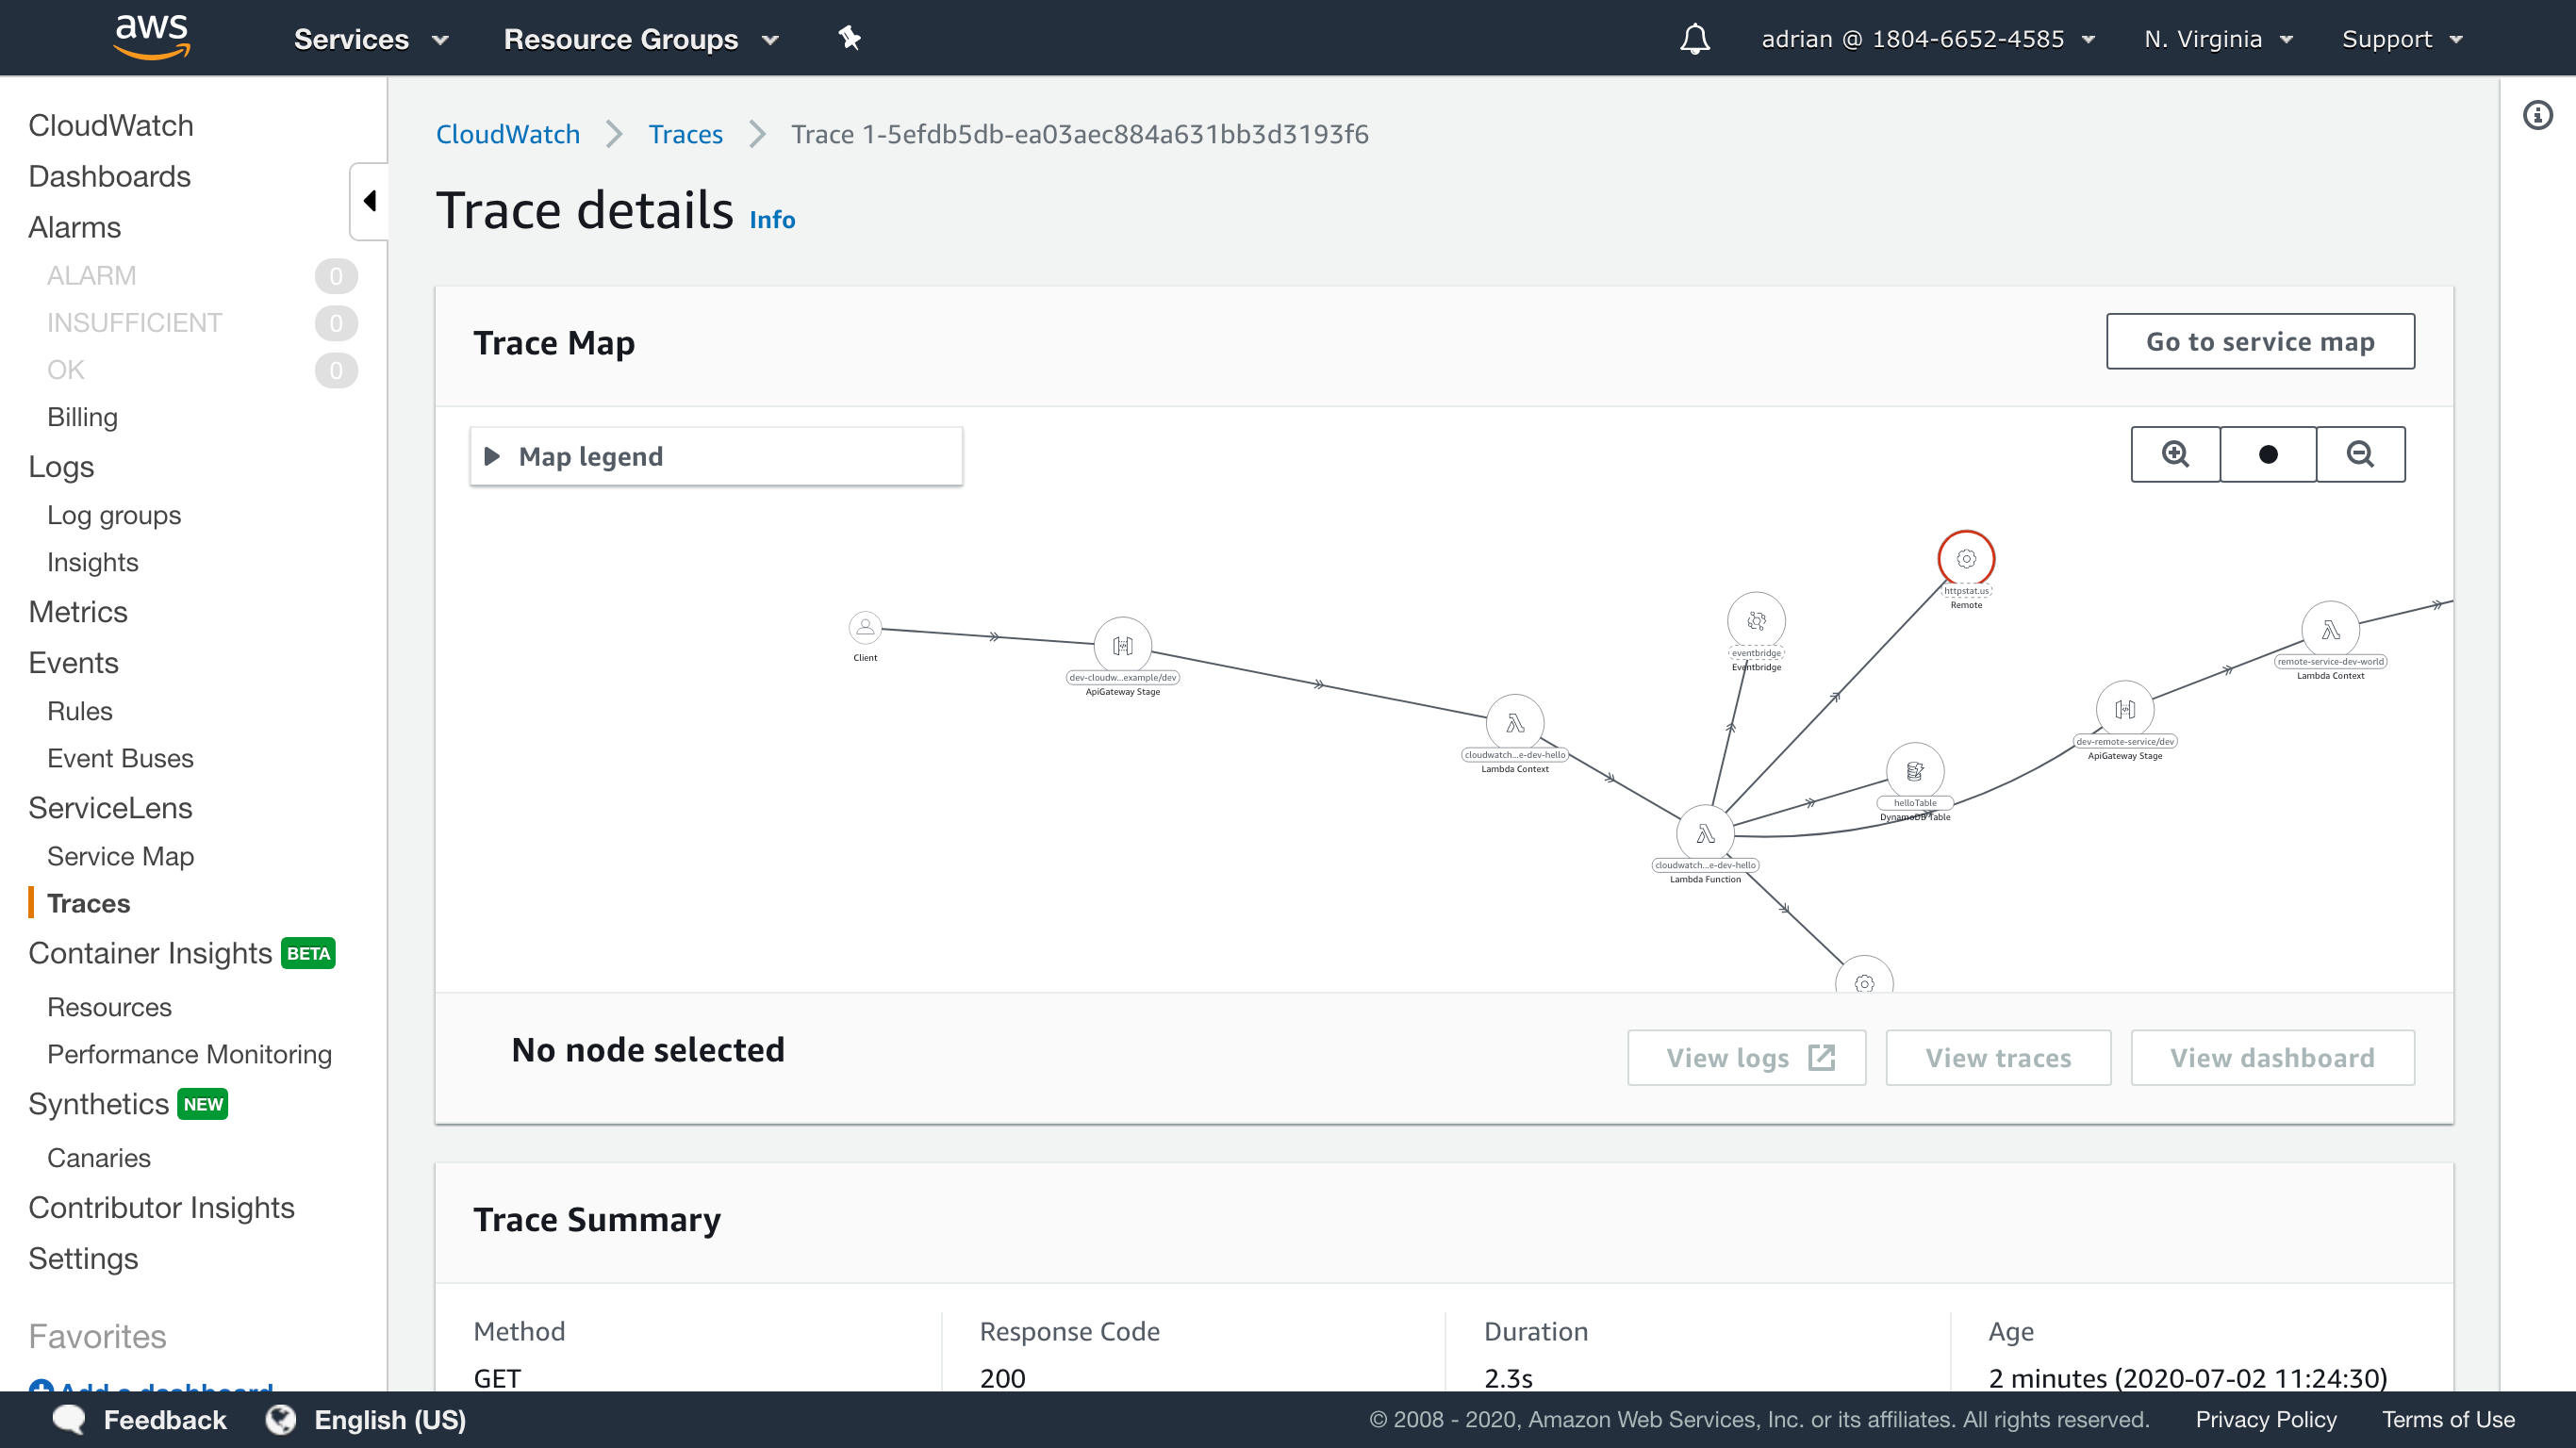 aws Services Resource Groups adrian @ 1804-6652-4585 N. Virginia Support
CloudWatch
Dashboards
Alarms
ALARM 0
INSUFFICIENT 0
OK 0
Billing
Logs
Log groups
Insights
Metrics
Events
Rules
Event Buses
ServiceLens
Service Map
Traces
Container Insights BETA
Resources
Performance Monitoring
Synthetics NEW
Canaries
Contributor Insights
Settings
Favorites
Add a dashboard
CloudWatch Traces Trace 1-5efdb5db-ea03aec884a631bb3d3193f6
Trace details Info
Trace Map
Go to service map
Map legend
Client
dev-cloudw...example/dev
ApiGateway Stage
cloudwatch...e-dev-hello
Lambda Context
eventbridge
Eventbridge
httpstat.us
Remote
helloTable
DynamoDB Table
cloudwatch...e-dev-hello
Lambda Function
dev-remote-service/dev
ApiGateway Stage
remote-service-dev-world
Lambda Context
No node selected
View logs View traces View dashboard
Trace Summary
Method Response Code Duration Age
GET 200 2.3s 2 minutes (2020-07-02 11:24:30)
Feedback English (US) © 2008 - 2020, Amazon Web Services, Inc. or its affiliates. All rights reserved. Privacy Policy Terms of Use